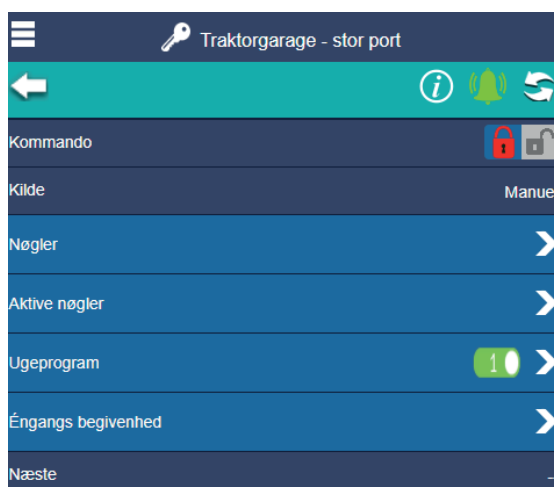 Traktorgarage - stor port
i
Kommando
Kilde Manue
Nøgler
Aktive nøgler
Ugeprogram 1
Éngangs begivenhed
Næste -